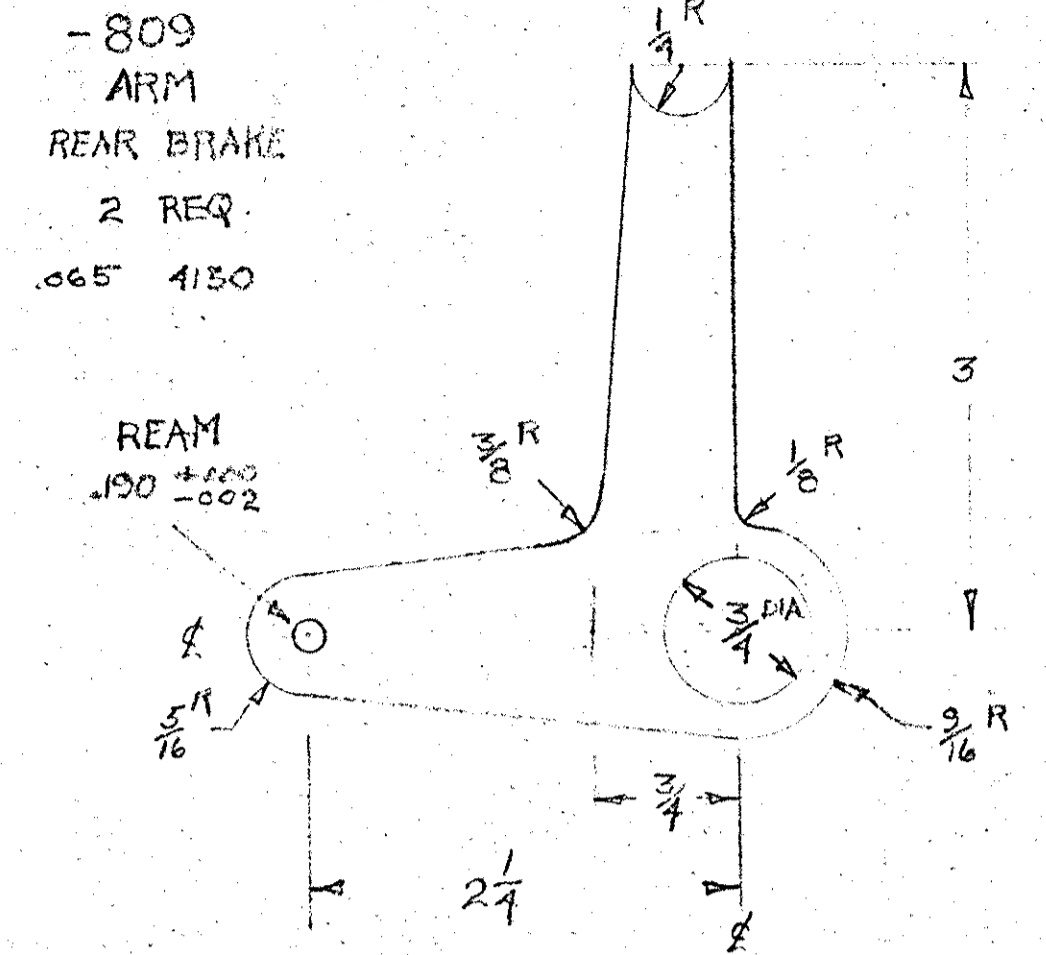 -809
ARM
REAR BRAKE
2 REQ.
.065 4130
1/4 R
3
REAM
.190 +.000
-.002
3/8 R
1/8 R
3/4 DIA
℄
5/16 R
9/16 R
3/4
2 1/4
℄